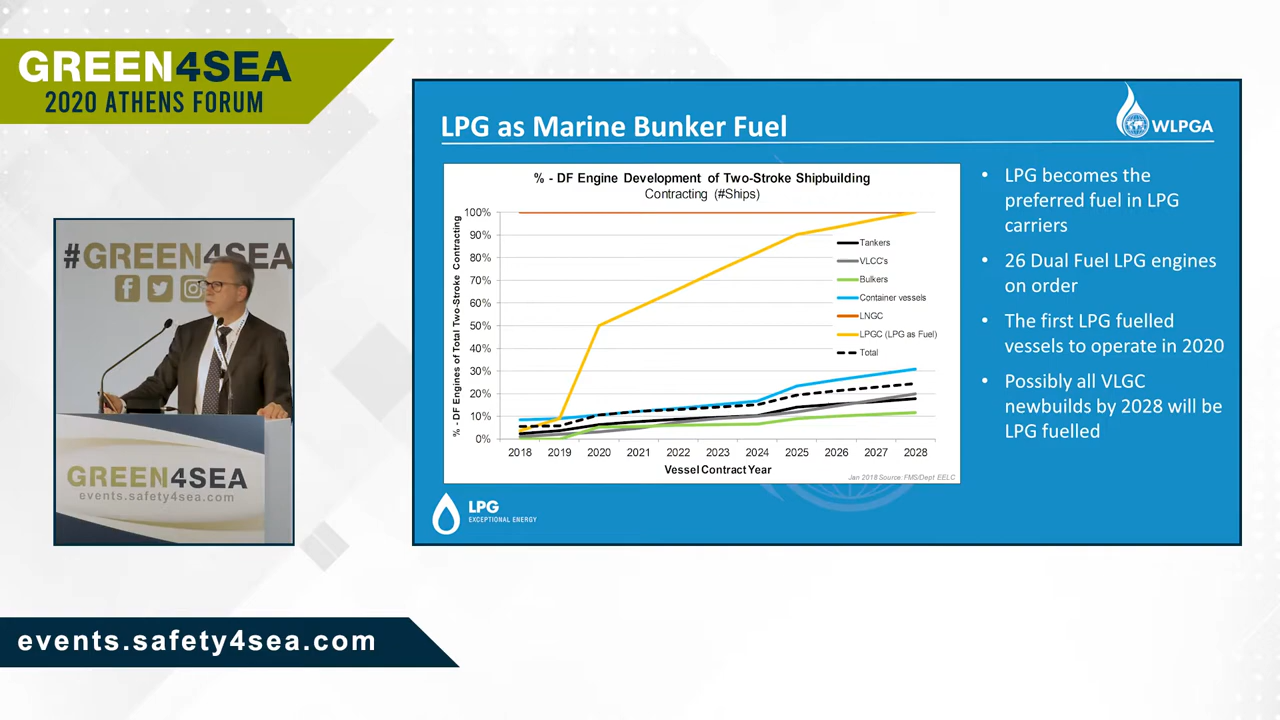 GREEN4SEA
2020 ATHENS FORUM
#GREEN4SEA
GREEN4SEA
events.safety4sea.com
events.safety4sea.com
LPG as Marine Bunker Fuel
WLPGA
% - DF Engine Development of Two-Stroke Shipbuilding
Contracting (#Ships)
% - DF Engines of Total Two-Stroke Contracting
100%
90%
80%
70%
60%
50%
40%
30%
20%
10%
0%
Tankers
VLCC's
Bulkers
Container vessels
LNGC
LPGC (LPG as Fuel)
Total
2018 2019 2020 2021 2022 2023 2024 2025 2026 2027 2028
Vessel Contract Year
Jan 2018 Source: FMS/Dept EELC
• LPG becomes the
preferred fuel in LPG
carriers
• 26 Dual Fuel LPG engines
on order
• The first LPG fuelled
vessels to operate in 2020
• Possibly all VLGC
newbuilds by 2028 will be
LPG fuelled
LPG
EXCEPTIONAL ENERGY